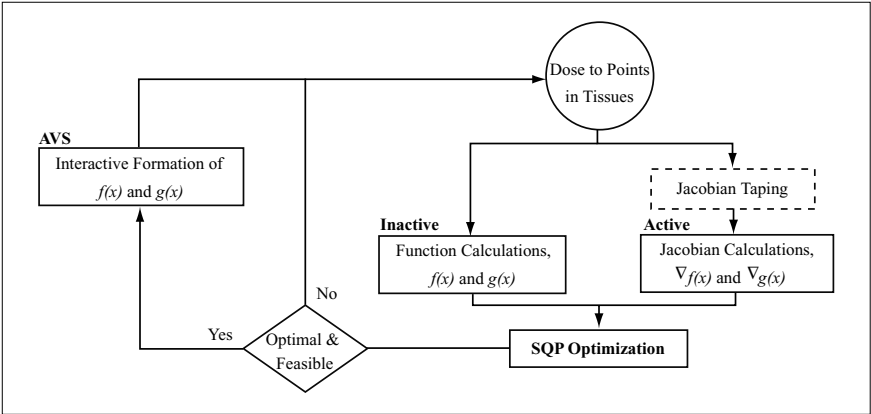 Dose to Points
in Tissues
AVS
Interactive Formation of
f(x) and g(x)
Jacobian Taping
Inactive
Function Calculations,
f(x) and g(x)
Active
Jacobian Calculations,
∇f(x) and ∇g(x)
No
Yes
Optimal &
Feasible
SQP Optimization